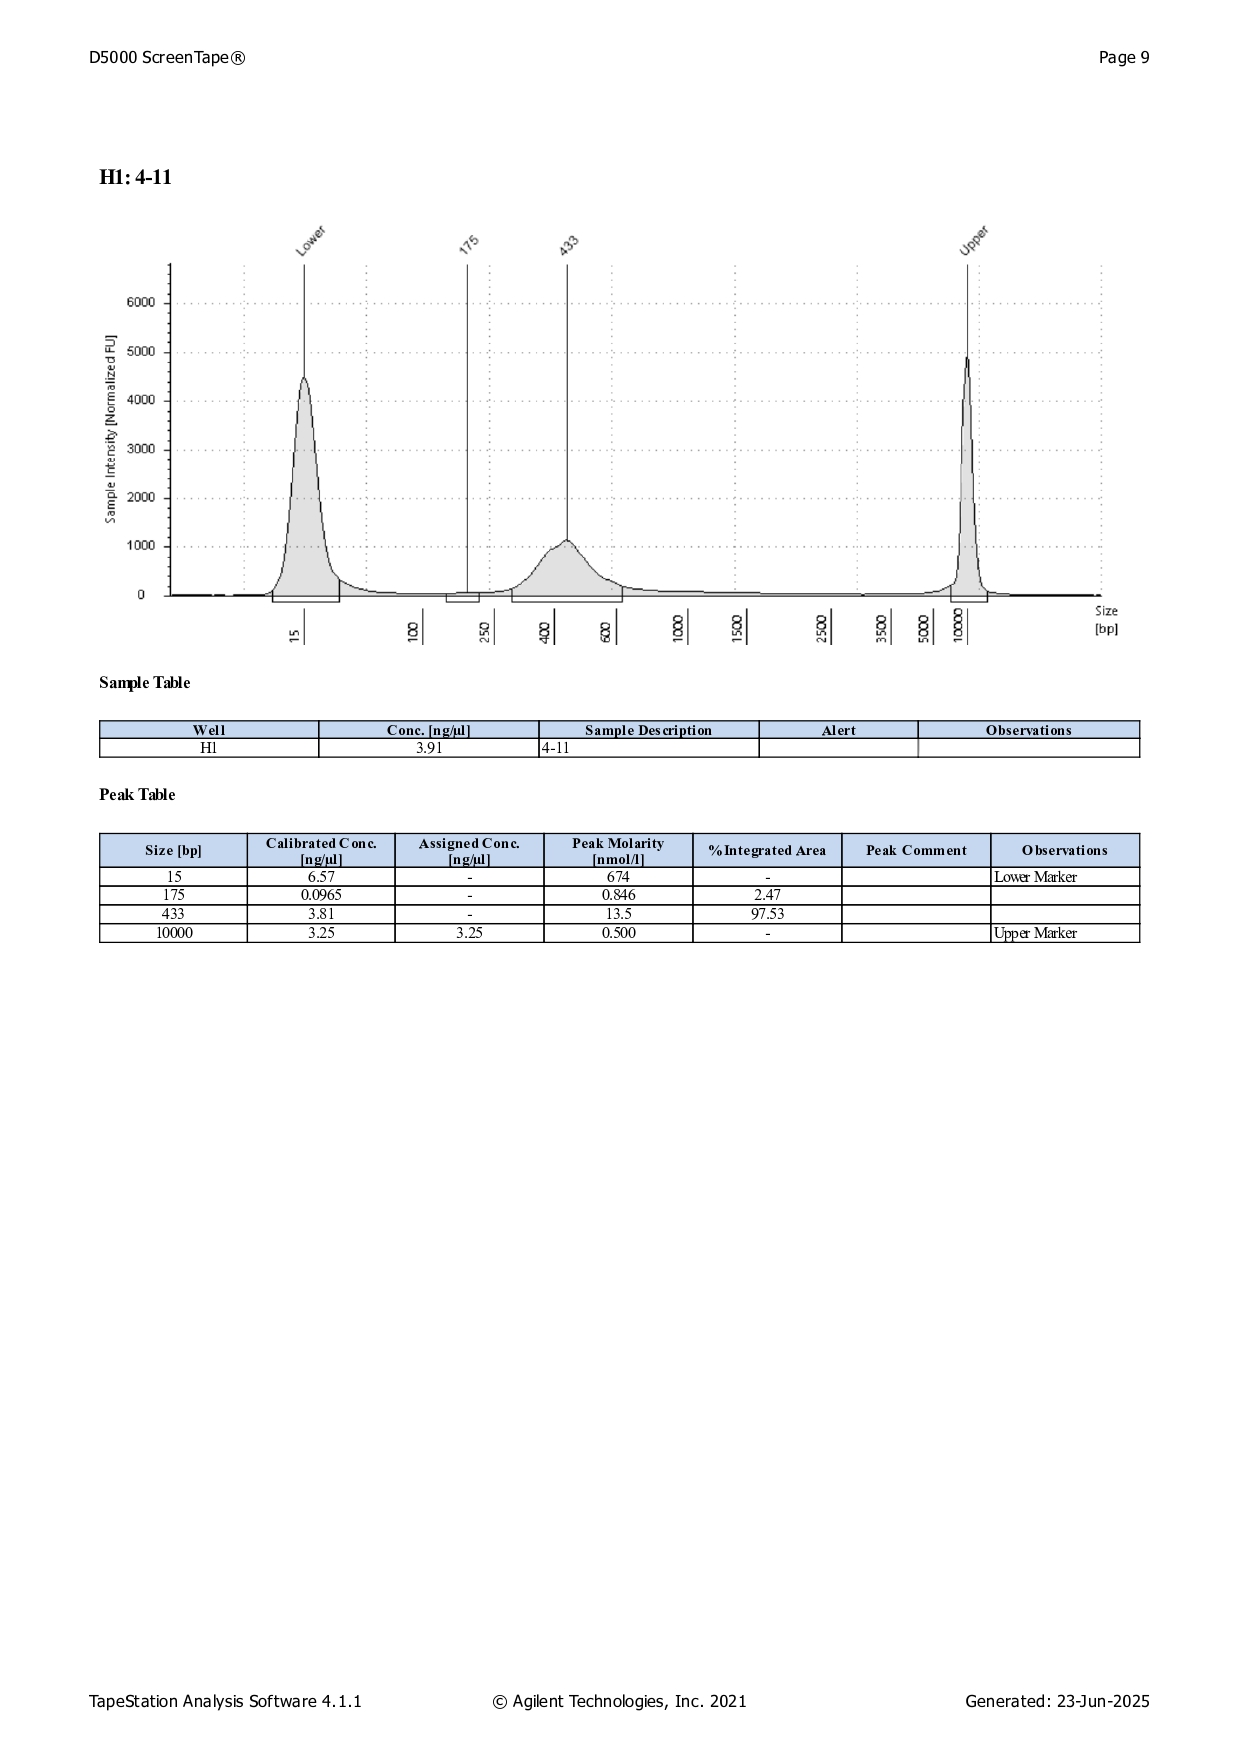 D5000 ScreenTape® Page 9
H1: 4-11
Lower 175 433 Upper
Sample Intensity [Normalized FU]
6000
5000
4000
3000
2000
1000
0
15 100 250 400 600 1000 1500 2500 3500 5000 10000 Size [bp]
Sample Table
Well Conc. [ng/µl] Sample Description Alert Observations
H1 3.91 4-11
Peak Table
Size [bp] Calibrated Conc. [ng/µl] Assigned Conc. [ng/µl] Peak Molarity [nmol/l] % Integrated Area Peak Comment Observations
15 6.57 - 674 - Lower Marker
175 0.0965 - 0.846 2.47
433 3.81 - 13.5 97.53
10000 3.25 3.25 0.500 - Upper Marker
TapeStation Analysis Software 4.1.1 © Agilent Technologies, Inc. 2021 Generated: 23-Jun-2025